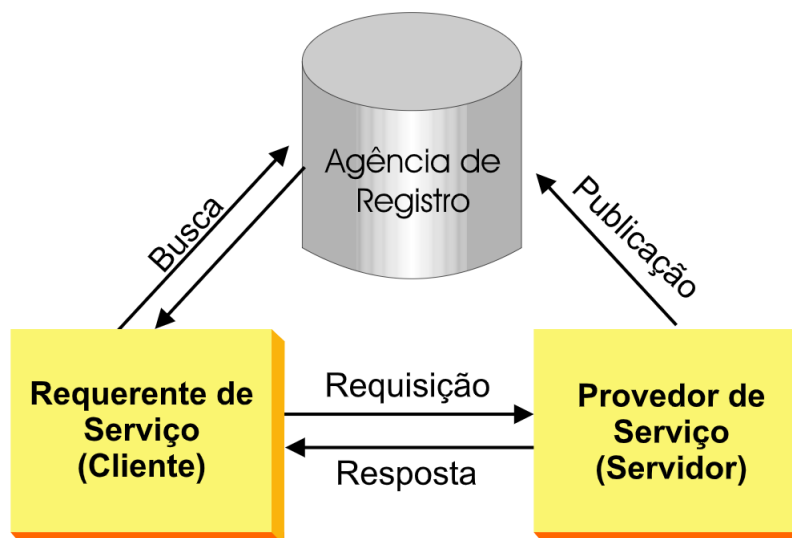 Agência de
Registro
Busca
Publicação
Requerente de
Serviço
(Cliente)
Requisição
Resposta
Provedor de
Serviço
(Servidor)